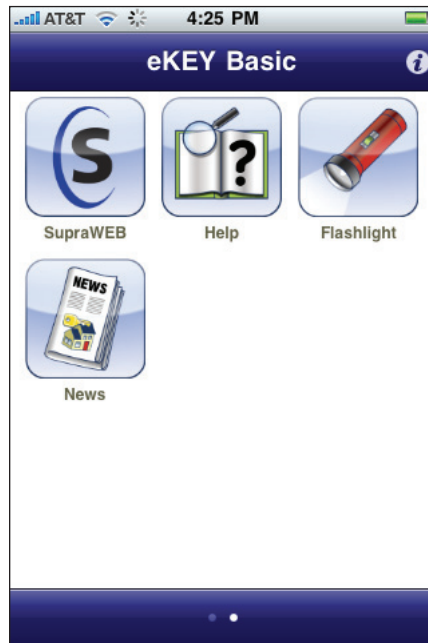 AT&T 4:25 PM
eKEY Basic
i
S ?
SupraWEB Help Flashlight
NEWS
News